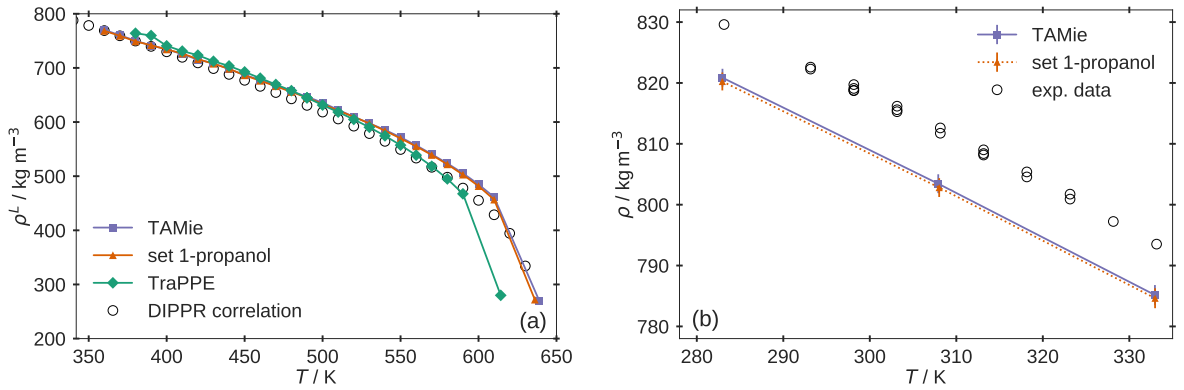 800
700
600
500
400
300
200
ρᴸ / kg m⁻³
TAMie
set 1-propanol
TraPPE
DIPPR correlation
(a)
350 400 450 500 550 600 650
T / K
830
820
810
800
790
780
ρ / kg m⁻³
TAMie
set 1-propanol
exp. data
(b)
280 290 300 310 320 330
T / K